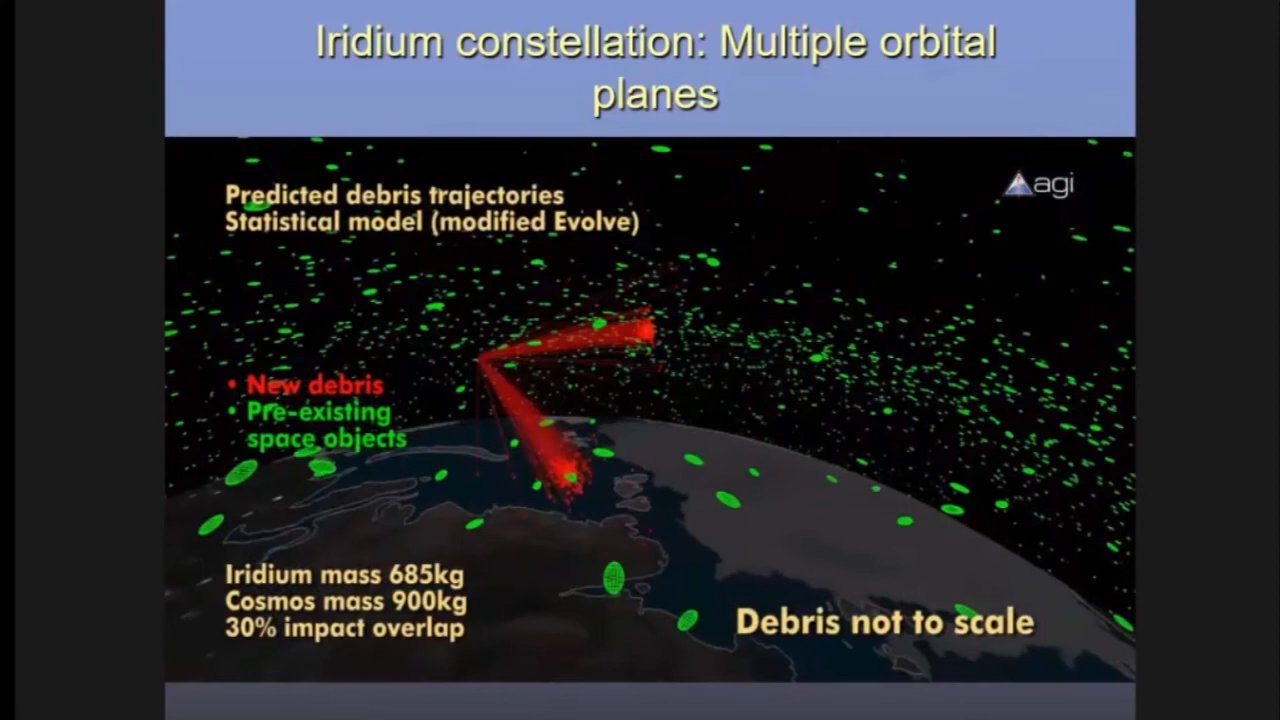 Iridium constellation: Multiple orbital
planes
Predicted debris trajectories
Statistical model (modified Evolve)
agi
• New debris
• Pre-existing
space objects
Iridium mass 685kg
Cosmos mass 900kg
30% impact overlap
Debris not to scale